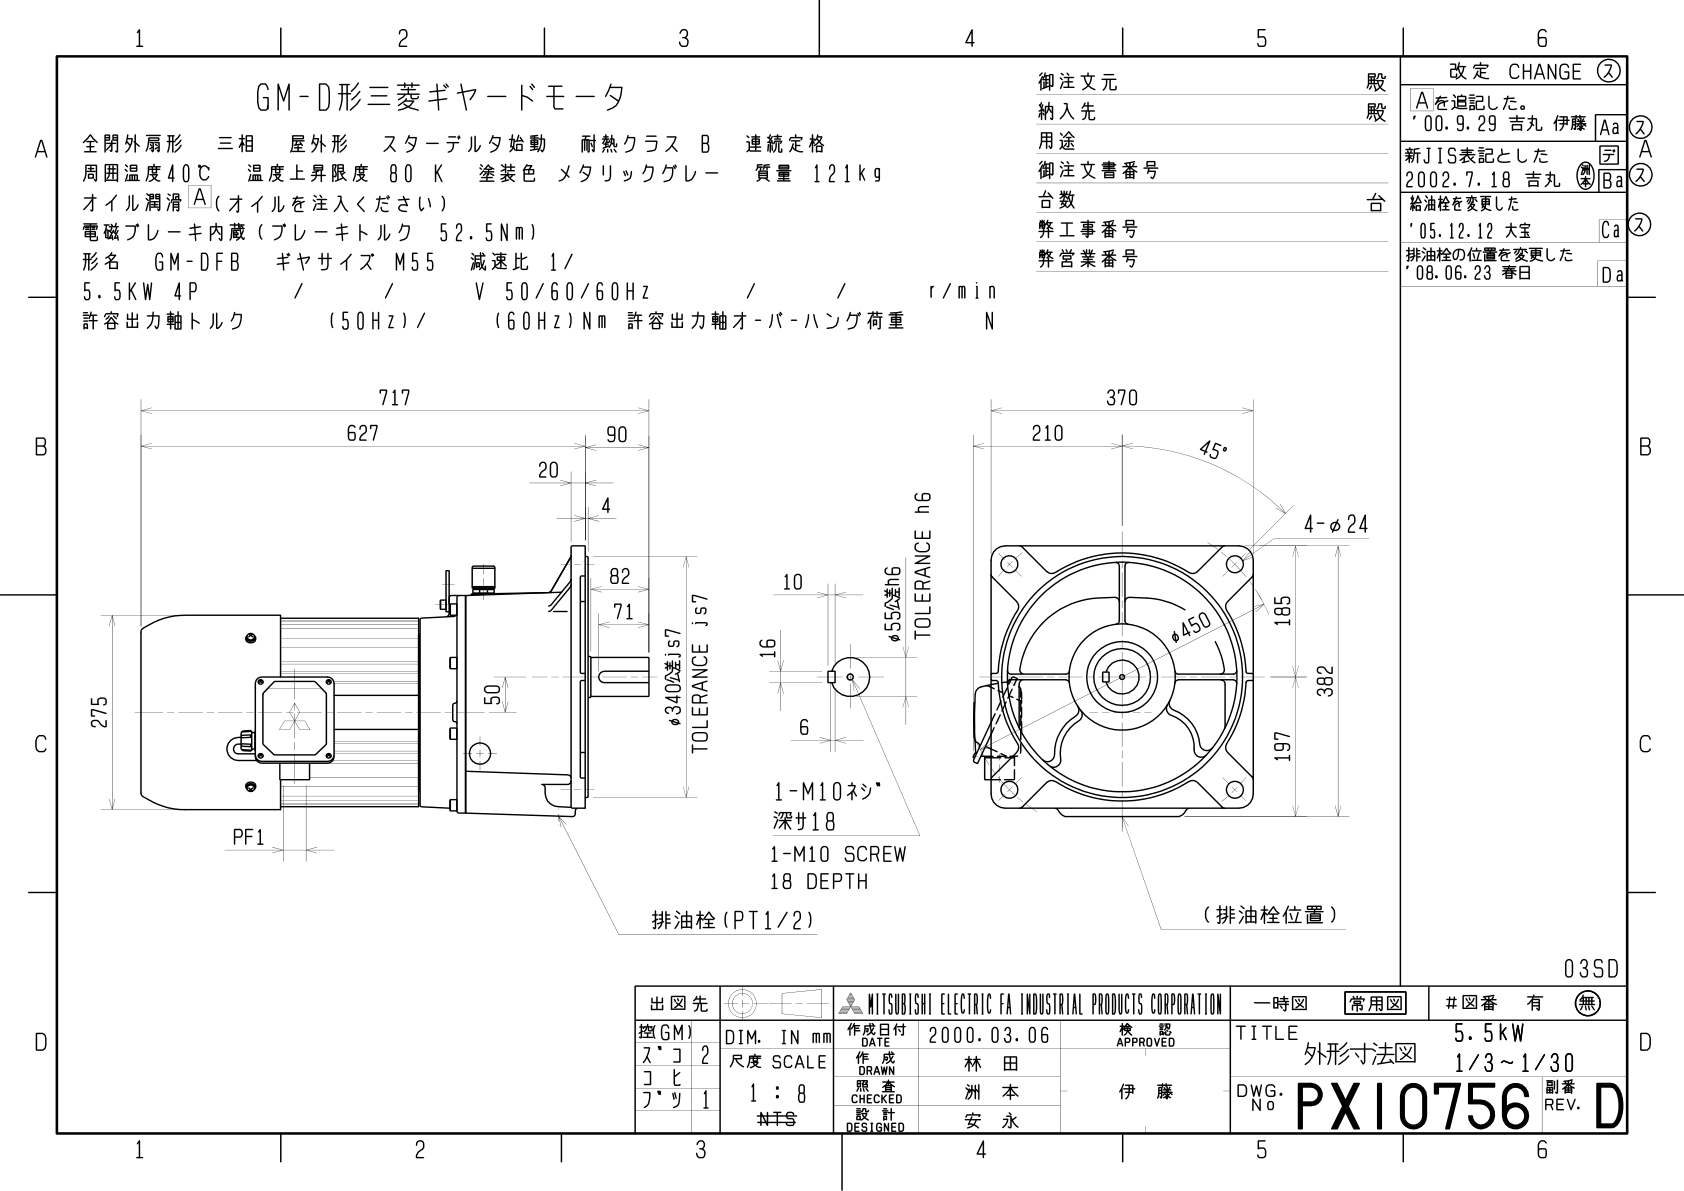 1 2 3 4 5 6
A
B
C
D
GM-D形三菱ギヤードモータ
全閉外扇形 三相 屋外形 スターデルタ始動 耐熱クラス B 連続定格
周囲温度40℃ 温度上昇限度 80 K 塗装色 メタリックグレー 質量 121kg
オイル潤滑 A (オイルを注入ください)
電磁ブレーキ内蔵(ブレーキトルク 52.5Nm)
形名 GM-DFB ギヤサイズ M55 減速比 1/
5.5KW 4P / / V 50/60/60Hz / / r/min
許容出力軸トルク (50Hz)/ (60Hz)Nm 許容出力軸オ-バ-ハング荷重 N
御注文元 殿
納入先 殿
用途
御注文書番号
台数 台
弊工事番号
弊営業番号
改定 CHANGE ス
Aを追記した。
'00.9.29 吉丸 伊藤 Aa ス
新JIS表記とした デ A
2002.7.18 吉丸 洲本 Ba ス
給油栓を変更した
'05.12.12 大宝 Ca ス
排油栓の位置を変更した
'08.06.23 春日 Da
717
627
90
20
4
82
71
50
275
PF1
φ340公差js7
TOLERANCE js7
排油栓(PT1/2)
10
16
6
φ55公差h6
TOLERANCE h6
1-M10ネジ
深サ18
1-M10 SCREW
18 DEPTH
370
210
45°
4-φ24
φ450
185
382
197
(排油栓位置)
03SD
出図先
控(GM)
ズコ 2
コヒ
ブツ 1
DIM. IN mm
尺度 SCALE
1 : 8
NTS
MITSUBISHI ELECTRIC FA INDUSTRIAL PRODUCTS CORPORATION
作成日付 DATE 2000.03.06
作成 DRAWN 林田
照査 CHECKED 洲本
設計 DESIGNED 安永
検認 APPROVED
伊藤
一時図 常用図 #図番 有 無
TITLE
外形寸法図
5.5kW
1/3~1/30
DWG. No PX10756
副番 REV. D
A
B
C
D
1 2 3 4 5 6